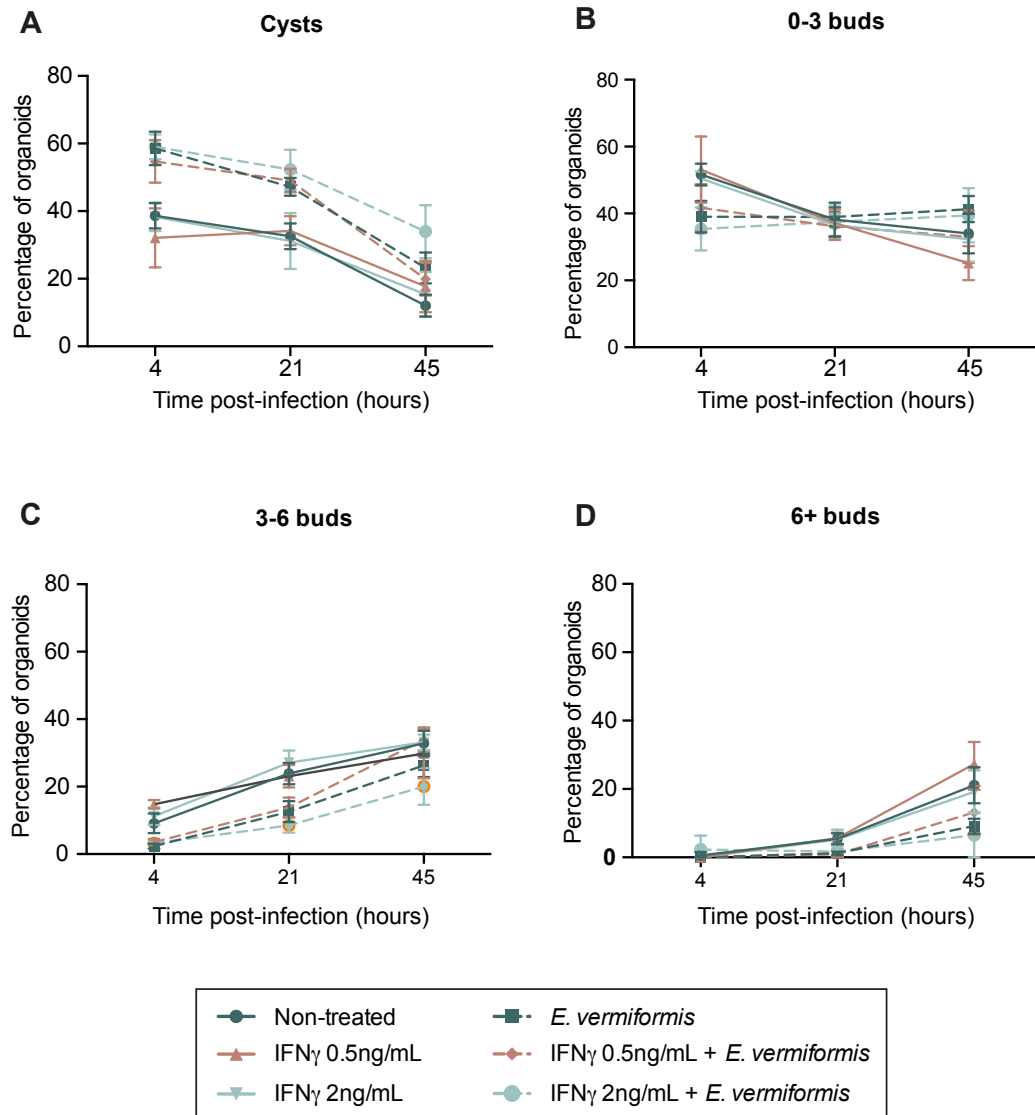 A
Cysts
Percentage of organoids
80
60
40
20
0
4 21 45
Time post-infection (hours)
B
0-3 buds
Percentage of organoids
80
60
40
20
0
4 21 45
Time post-infection (hours)
C
3-6 buds
Percentage of organoids
80
60
40
20
0
4 21 45
Time post-infection (hours)
D
6+ buds
Percentage of organoids
80
60
40
20
0
4 21 45
Time post-infection (hours)
Non-treated
IFNγ 0.5ng/mL
IFNγ 2ng/mL
E. vermiformis
IFNγ 0.5ng/mL + E. vermiformis
IFNγ 2ng/mL + E. vermiformis